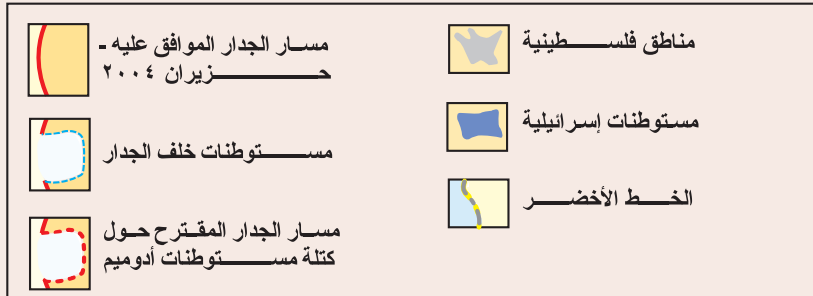 مناطق فلسطينية
مستوطنات إسرائيلية
الخط الأخضر
مسار الجدار الموافق عليه -
حزيران ٢٠٠٤
مستوطنات خلف الجدار
مسار الجدار المقترح حول
كتلة مستوطنات أدوميم